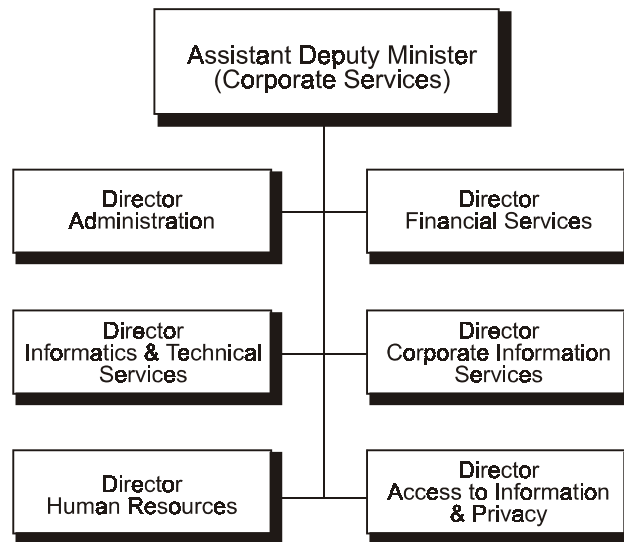 Assistant Deputy Minister
(Corporate Services)
Director
Administration
Director
Financial Services
Director
Informatics & Technical
Services
Director
Corporate Information
Services
Director
Human Resources
Director
Access to Information
& Privacy